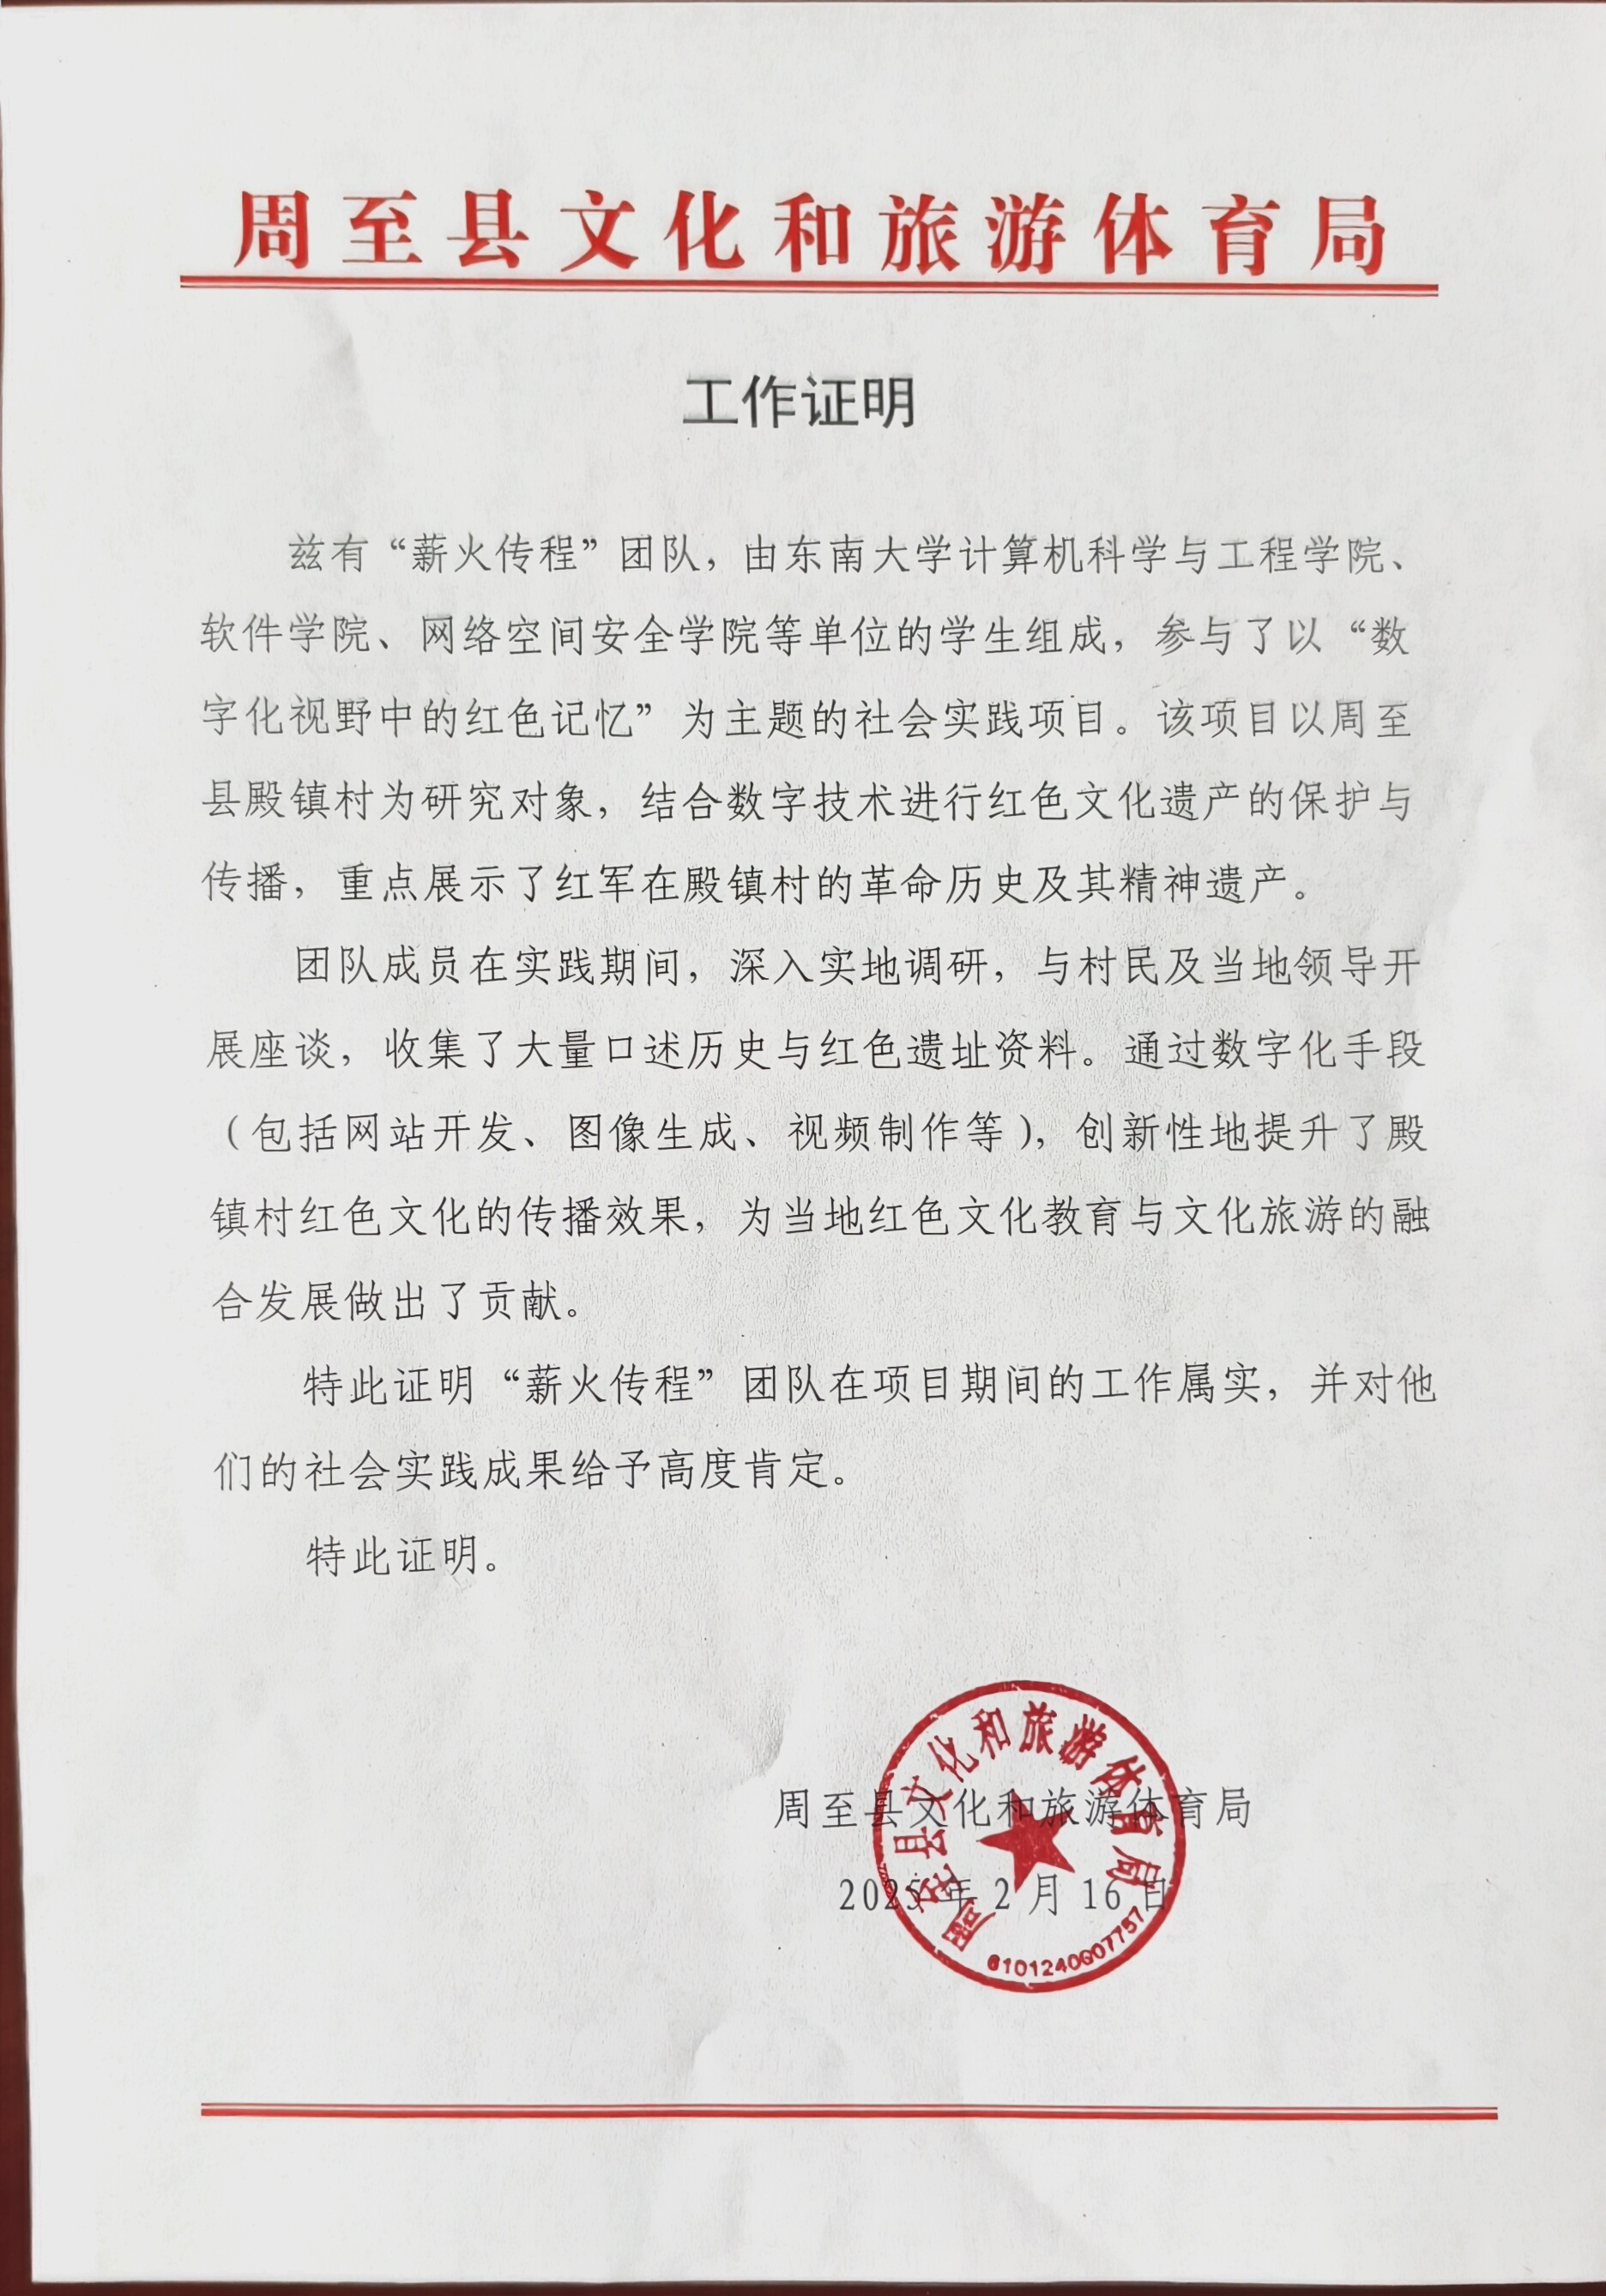 周至县文化和旅游体育局
工作证明
兹有“薪火传程”团队，由东南大学计算机科学与工程学院、
软件学院、网络空间安全学院等单位的学生组成，参与了以“数
字化视野中的红色记忆”为主题的社会实践项目。该项目以周至
县殿镇村为研究对象，结合数字技术进行红色文化遗产的保护与
传播，重点展示了红军在殿镇村的革命历史及其精神遗产。
团队成员在实践期间，深入实地调研，与村民及当地领导开
展座谈，收集了大量口述历史与红色遗址资料。通过数字化手段
（包括网站开发、图像生成、视频制作等），创新性地提升了殿
镇村红色文化的传播效果，为当地红色文化教育与文化旅游的融
合发展做出了贡献。
特此证明“薪火传程”团队在项目期间的工作属实，并对他
们的社会实践成果给予高度肯定。
特此证明。
周至县文化和旅游体育局
2025年2月16日
周至县文化和旅游体育局
6101240007757